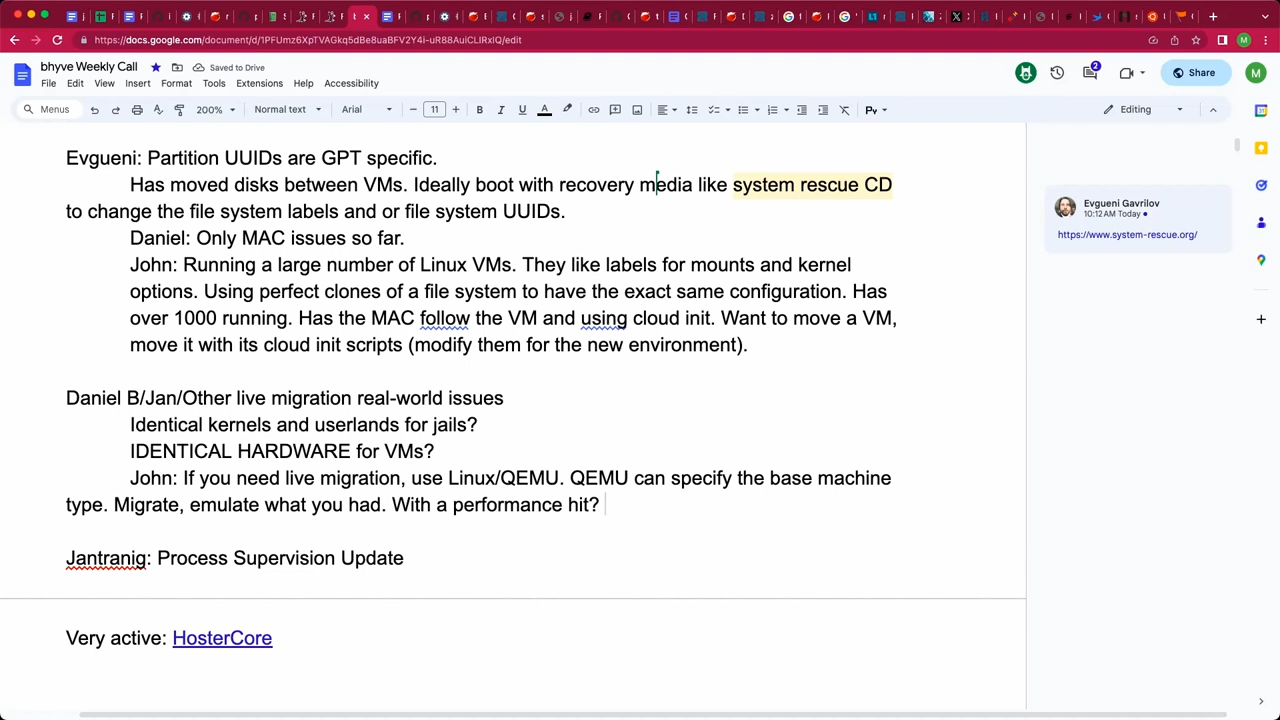 https://docs.google.com/document/d/1PFUmz6XpTVAGkq5dBe8uaBFV2Y4i-uR88AuiCLIRxIQ/edit
bhyve Weekly Call
Saved to Drive
File Edit View Insert Format Tools Extensions Help Accessibility
2
Share
M
M
Menus
200%
Normal text
Arial
11
Editing
Evgueni: Partition UUIDs are GPT specific.
Has moved disks between VMs. Ideally boot with recovery media like system rescue CD
to change the file system labels and or file system UUIDs.
Daniel: Only MAC issues so far.
John: Running a large number of Linux VMs. They like labels for mounts and kernel
options. Using perfect clones of a file system to have the exact same configuration. Has
over 1000 running. Has the MAC follow the VM and using cloud init. Want to move a VM,
move it with its cloud init scripts (modify them for the new environment).
Daniel B/Jan/Other live migration real-world issues
Identical kernels and userlands for jails?
IDENTICAL HARDWARE for VMs?
John: If you need live migration, use Linux/QEMU. QEMU can specify the base machine
type. Migrate, emulate what you had. With a performance hit?
Jantranig: Process Supervision Update
Very active: HosterCore
Evgueni Gavrilov
10:12 AM Today
https://www.system-rescue.org/